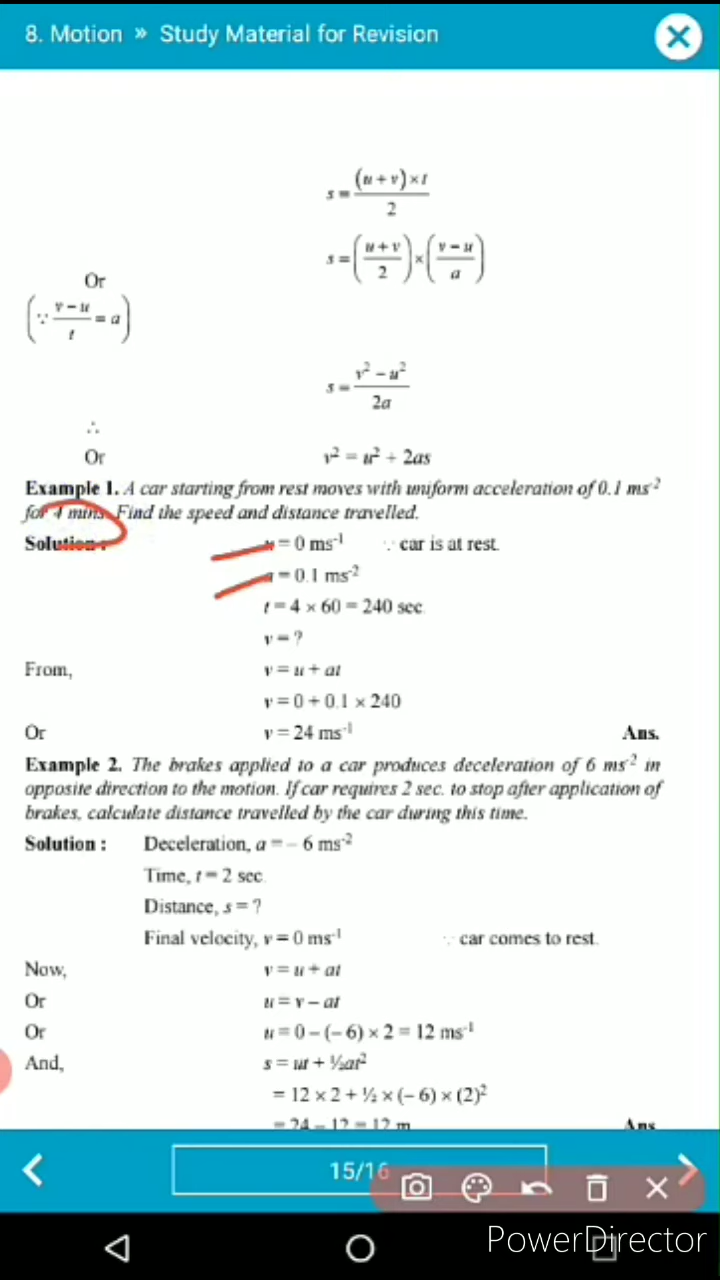 8. Motion » Study Material for Revision
s = (u + v) × t / 2
s = (u + v / 2) × (v − u / a)
Or
(∵ v − u / t = a)
s = v² − u² / 2a
∴
Or v² = u² + 2as
Example 1. A car starting from rest moves with uniform acceleration of 0.1 ms⁻²
for 4 mins. Find the speed and distance travelled.
Solution : u = 0 ms⁻¹ ∵ car is at rest.
a = 0.1 ms⁻²
t = 4 × 60 = 240 sec.
v = ?
From, v = u + at
v = 0 + 0.1 × 240
Or v = 24 ms⁻¹ Ans.
Example 2. The brakes applied to a car produces deceleration of 6 ms⁻² in
opposite direction to the motion. If car requires 2 sec. to stop after application of
brakes, calculate distance travelled by the car during this time.
Solution : Deceleration, a = − 6 ms⁻²
Time, t = 2 sec.
Distance, s = ?
Final velocity, v = 0 ms⁻¹ ∵ car comes to rest.
Now, v = u + at
Or u = v − at
Or u = 0 − (− 6) × 2 = 12 ms⁻¹
And, s = ut + ½at²
= 12 × 2 + ½ × (− 6) × (2)²
= 24 − 12 = 12 m Ans.
15/16
PowerDirector